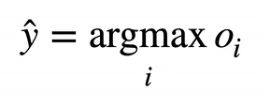 ŷ = argmax oᵢ
i